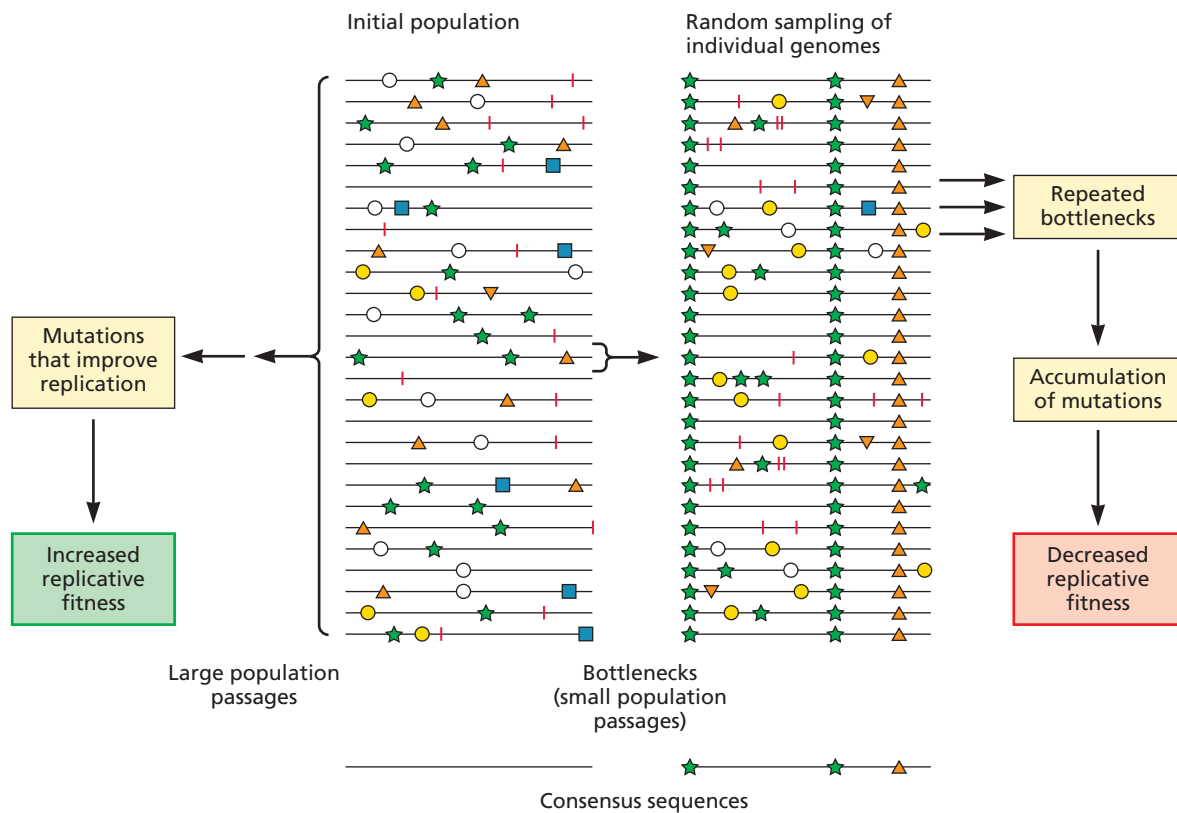 Initial population
Random sampling of
individual genomes
Repeated
bottlenecks
Mutations
that improve
replication
Accumulation
of mutations
Increased
replicative
fitness
Decreased
replicative
fitness
Large population
passages
Bottlenecks
(small population
passages)
Consensus sequences